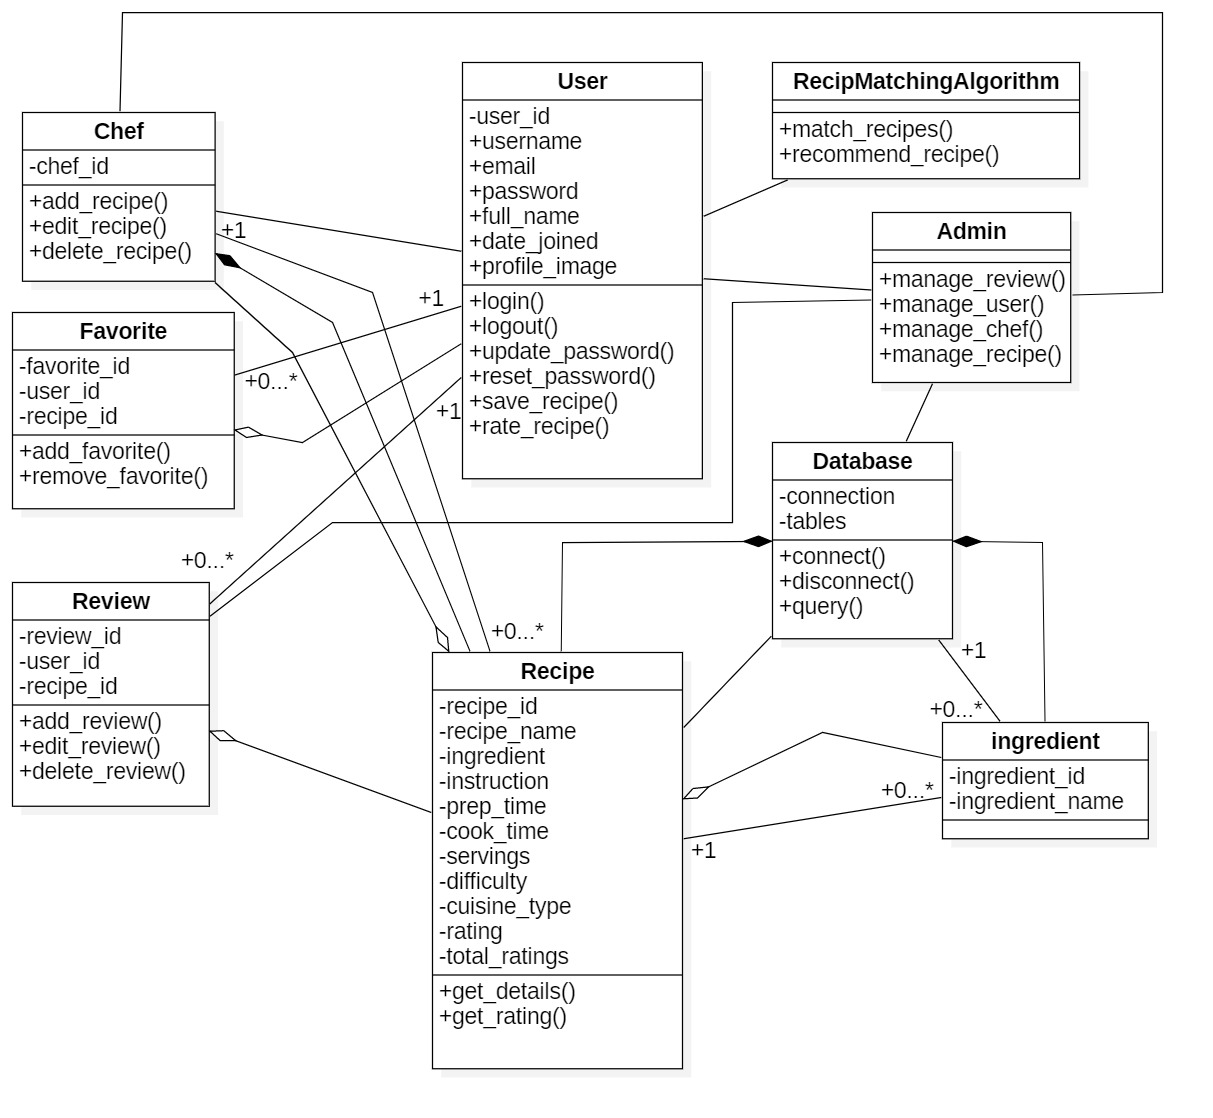 Chef
-chef_id
+add_recipe()
+edit_recipe()
+delete_recipe()
User
-user_id
+username
+email
+password
+full_name
+date_joined
+profile_image
+login()
+logout()
+update_password()
+reset_password()
+save_recipe()
+rate_recipe()
RecipMatchingAlgorithm
+match_recipes()
+recommend_recipe()
Admin
+manage_review()
+manage_user()
+manage_chef()
+manage_recipe()
+1
+1
+0...*
+1
Favorite
-favorite_id
-user_id
-recipe_id
+add_favorite()
+remove_favorite()
Database
-connection
-tables
+connect()
+disconnect()
+query()
+0...*
Review
-review_id
-user_id
-recipe_id
+add_review()
+edit_review()
+delete_review()
+0...*
+1
+0...*
Recipe
-recipe_id
-recipe_name
-ingredient
-instruction
-prep_time
-cook_time
-servings
-difficulty
-cuisine_type
-rating
-total_ratings
+get_details()
+get_rating()
+0...*
+1
ingredient
-ingredient_id
-ingredient_name